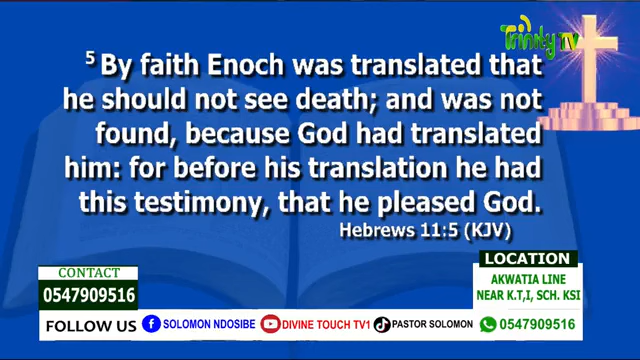 Trinity TV
5 By faith Enoch was translated that
he should not see death; and was not
found, because God had translated
him: for before his translation he had
this testimony, that he pleased God.
Hebrews 11:5 (KJV)
CONTACT
0547909516
LOCATION
AKWATIA LINE
NEAR K.T,I, SCH. KSI
FOLLOW US SOLOMON NDOSIBE DIVINE TOUCH TV1 PASTOR SOLOMON 0547909516